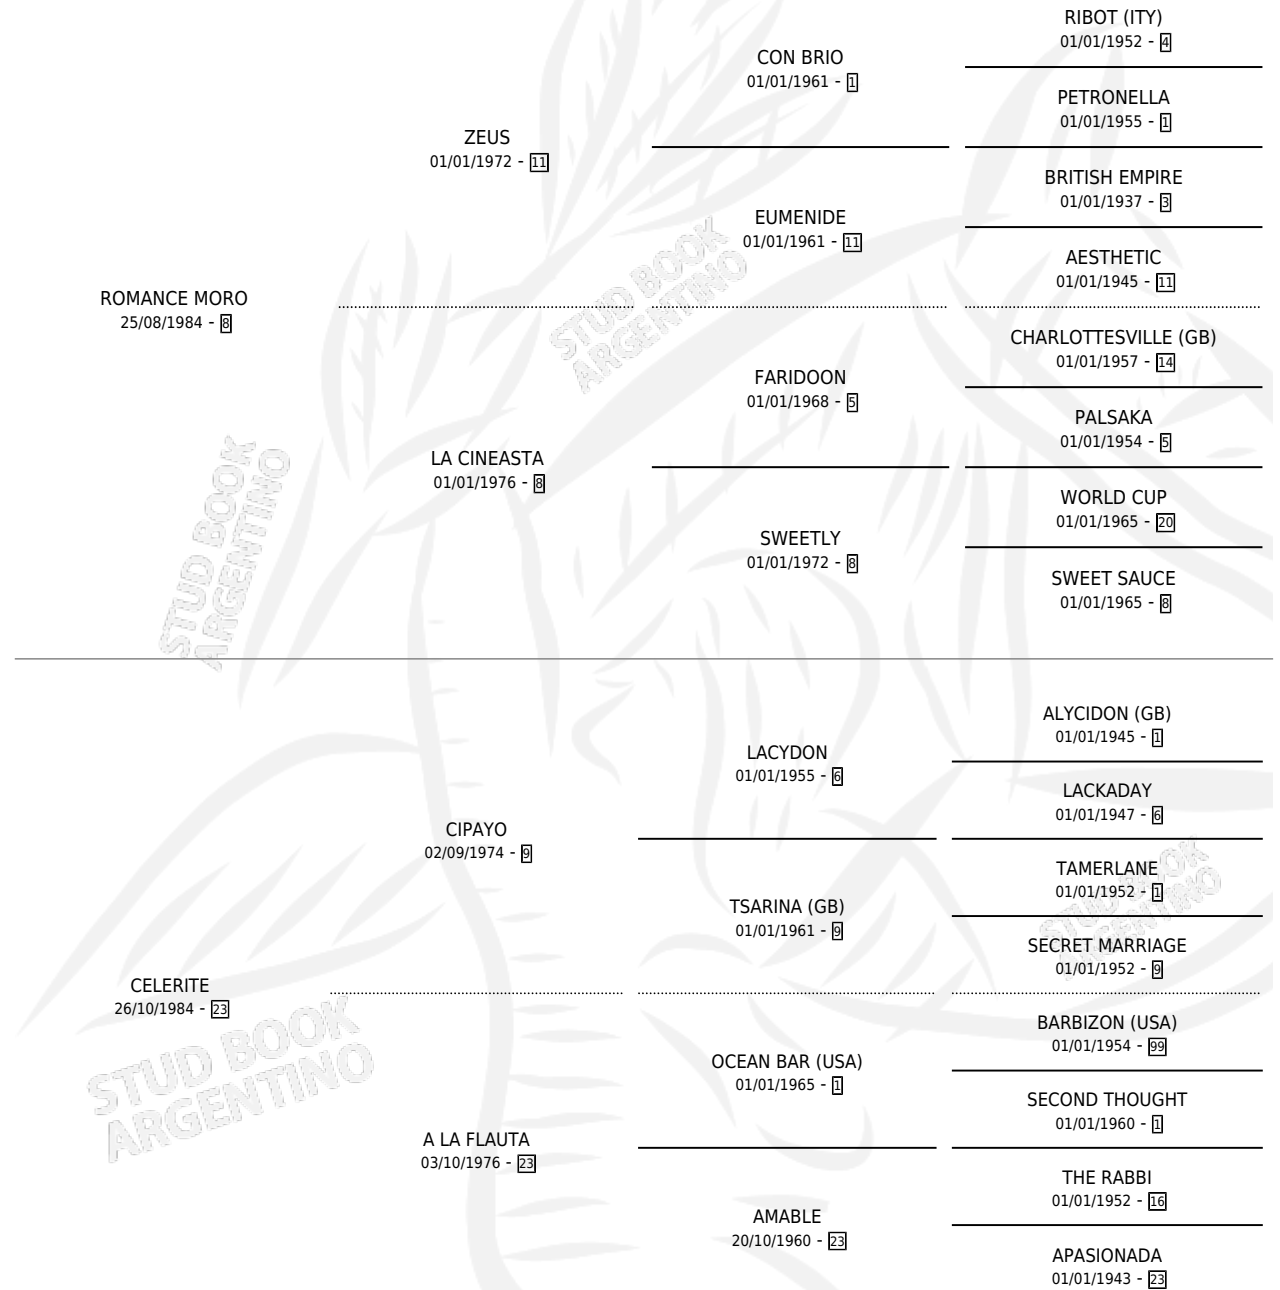 RIBOT (ITY)
01/01/1952 - 4
CON BRIO
01/01/1961 - 1
PETRONELLA
01/01/1955 - 1
ZEUS
01/01/1972 - 11
BRITISH EMPIRE
01/01/1937 - 3
EUMENIDE
01/01/1961 - 11
AESTHETIC
01/01/1945 - 11
ROMANCE MORO
25/08/1984 - 8
STUD BOOK
ARGENTINO
CHARLOTTESVILLE (GB)
01/01/1957 - 14
FARIDOON
01/01/1968 - 5
PALSAKA
01/01/1954 - 5
LA CINEASTA
01/01/1976 - 8
WORLD CUP
01/01/1965 - 20
SWEETLY
01/01/1972 - 8
SWEET SAUCE
01/01/1965 - 8
STUD BOOK
ARGENTINO
ALYCIDON (GB)
01/01/1945 - 1
LACYDON
01/01/1955 - 6
LACKADAY
01/01/1947 - 6
CIPAYO
02/09/1974 - 9
TAMERLANE
01/01/1952 - 1
TSARINA (GB)
01/01/1961 - 9
SECRET MARRIAGE
01/01/1952 - 9
STUD BOOK
ARGENTINO
CELERITE
26/10/1984 - 23
BARBIZON (USA)
01/01/1954 - 99
OCEAN BAR (USA)
01/01/1965 - 1
SECOND THOUGHT
01/01/1960 - 1
STUD BOOK
ARGENTINO
A LA FLAUTA
03/10/1976 - 23
THE RABBI
01/01/1952 - 16
AMABLE
20/10/1960 - 23
APASIONADA
01/01/1943 - 23